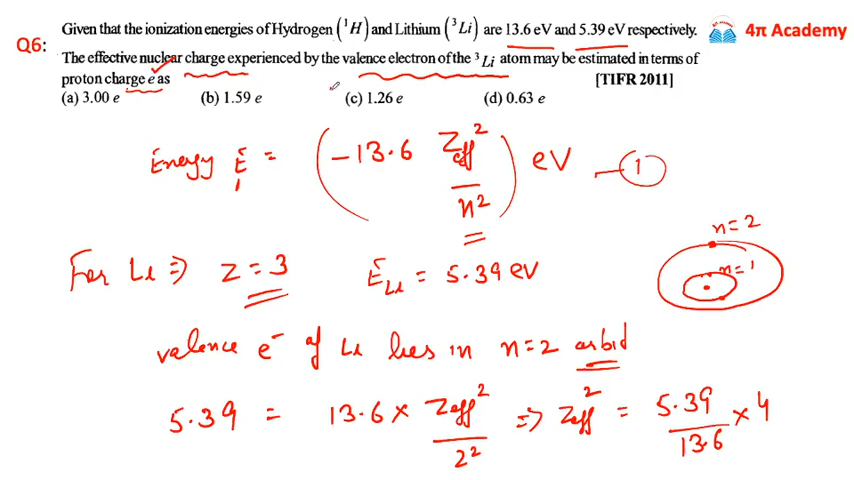 Q6:
Given that the ionization energies of Hydrogen (¹H) and Lithium (³Li) are 13.6 eV and 5.39 eV respectively.
4π Academy
The effective nuclear charge experienced by the valence electron of the ³Li atom may be estimated in terms of
proton charge e as
[TIFR 2011]
(a) 3.00 e (b) 1.59 e (c) 1.26 e (d) 0.63 e
Energy E = (-13.6 Zeff²/n²) eV — ①
n=2
n=1
For Li ⇒ Z = 3 E_Li = 5.39 eV
valence e⁻ of Li lies in n=2 orbid
5.39 = 13.6 × Zeff²/2² ⇒ Zeff² = 5.39/13.6 × 4